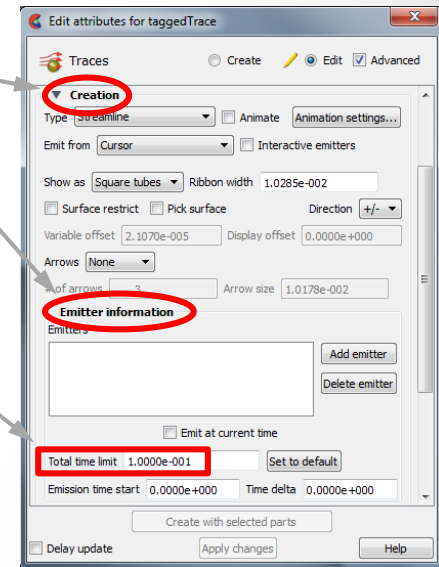 Edit attributes for taggedTrace
Traces Create Edit Advanced
Creation
Type Streamline Animate Animation settings...
Emit from Cursor Interactive emitters
Show as Square tubes Ribbon width 1.0285e-002
Surface restrict Pick surface Direction +/-
Variable offset 2.1070e-005 Display offset 0.0000e+000
Arrows None
# of arrows 3 Arrow size 1.0178e-002
Emitter information
Emitters
Add emitter
Delete emitter
Emit at current time
Total time limit 1.0000e-001 Set to default
Emission time start 0.0000e+000 Time delta 0.0000e+000
Create with selected parts
Delay update Apply changes Help